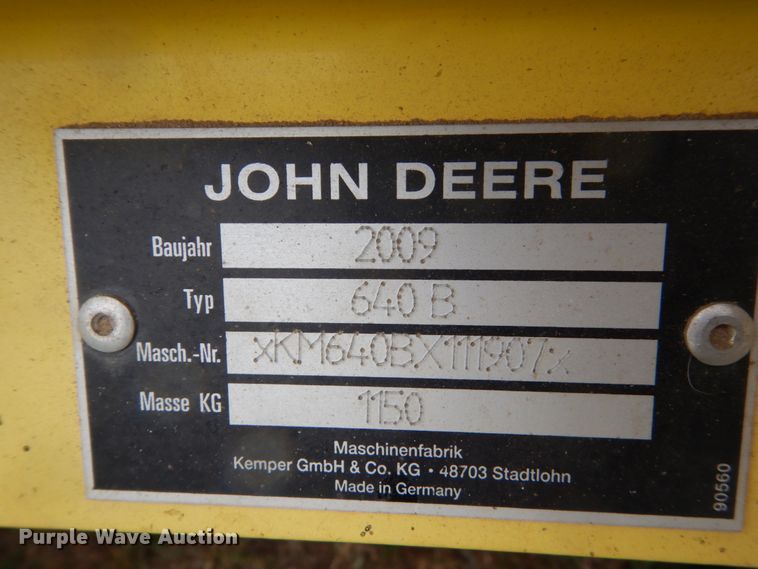 JOHN DEERE
Baujahr 2009
Typ 640 B
Masch.-Nr. xKM640BX111907x
Masse KG 1150
Maschinenfabrik
Kemper GmbH & Co. KG • 48703 Stadtlohn
Made in Germany
90560
Purple Wave Auction®